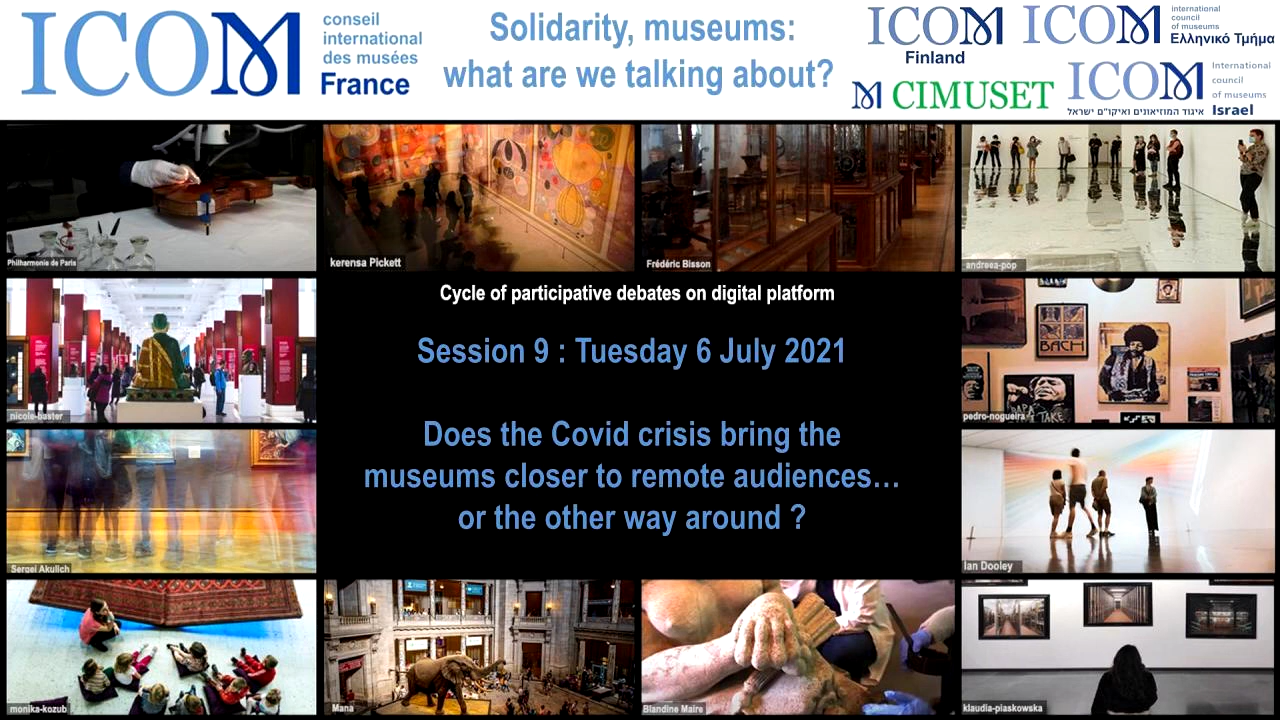 ICOM
conseil
international
des musées
France
Solidarity, museums:
what are we talking about?
ICOM
Finland
ICOM
international
council
of museums
Ελληνικό Τμήμα
CIMUSET
ICOM
International
council
of museums
Israel
איגוד המוזיאונים ואיקו"ם ישראל
Philharmonie de Paris
kerensa Pickett
Frédéric Bisson
andreea-pop
Cycle of participative debates on digital platform
Session 9 : Tuesday 6 July 2021
Does the Covid crisis bring the
museums closer to remote audiences…
or the other way around ?
nicole-baster
BACH
PAPA TAKE
pedro-nogueira
Sergei Akulich
Ian Dooley
monika-kozub
Mana
Blandine Maire
klaudia-piaskowska